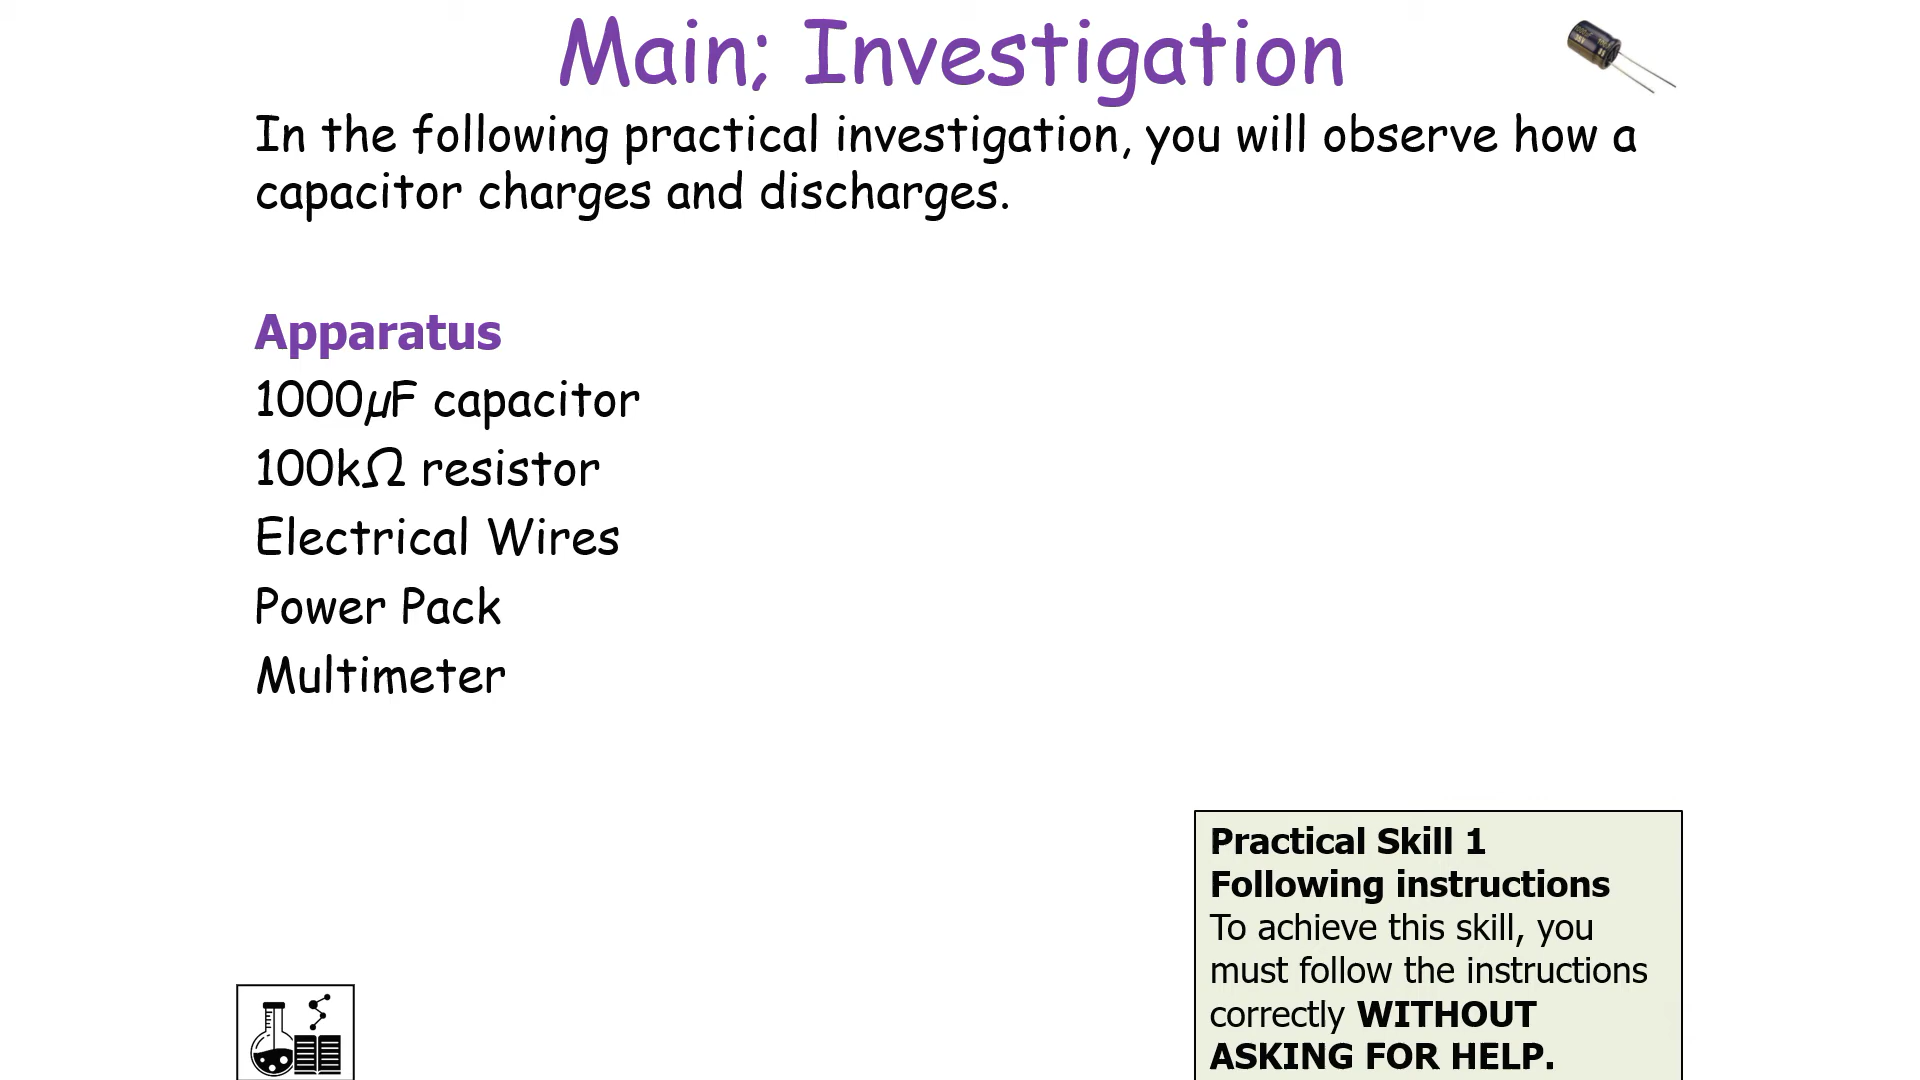 Main; Investigation
In the following practical investigation, you will observe how a
capacitor charges and discharges.
Apparatus
1000μF capacitor
100kΩ resistor
Electrical Wires
Power Pack
Multimeter
Practical Skill 1
Following instructions
To achieve this skill, you
must follow the instructions
correctly WITHOUT
ASKING FOR HELP.